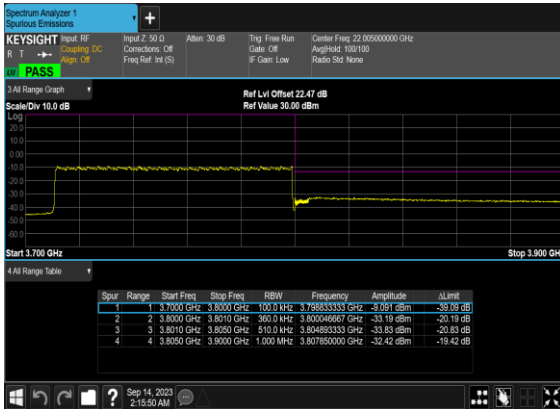 Spectrum Analyzer 1
Spurious Emissions
+
KEYSIGHT Input: RF Input Z: 50 Ω Atten: 30 dB Trig: Free Run Center Freq: 22.005000000 GHz
R T Coupling: DC Corrections: Off Gate: Off Avg|Hold: 100/100
Align: Off Freq Ref: Int (S) IF Gain: Low Radio Std: None
PASS
3 All Range Graph
Ref Lvl Offset 22.47 dB
Scale/Div 10.0 dB Ref Value 30.00 dBm
Log
20.0
10.0
0.00
-10.0
-20.0
-30.0
-40.0
-50.0
-60.0
Start 3.700 GHz Stop 3.900 GH
4 All Range Table
Spur Range Start Freq Stop Freq RBW Frequency Amplitude ΔLimit
1 1 3.7000 GHz 3.8000 GHz 100.0 kHz 3.798833333 GHz -9.091 dBm -39.09 dB
2 2 3.8000 GHz 3.8010 GHz 360.0 kHz 3.800046667 GHz -33.19 dBm -20.19 dB
3 3 3.8010 GHz 3.8050 GHz 510.0 kHz 3.804893333 GHz -33.83 dBm -20.83 dB
4 4 3.8050 GHz 3.9000 GHz 1.000 MHz 3.807850000 GHz -32.42 dBm -19.42 dB
? Sep 14, 2023
2:15:50 AM